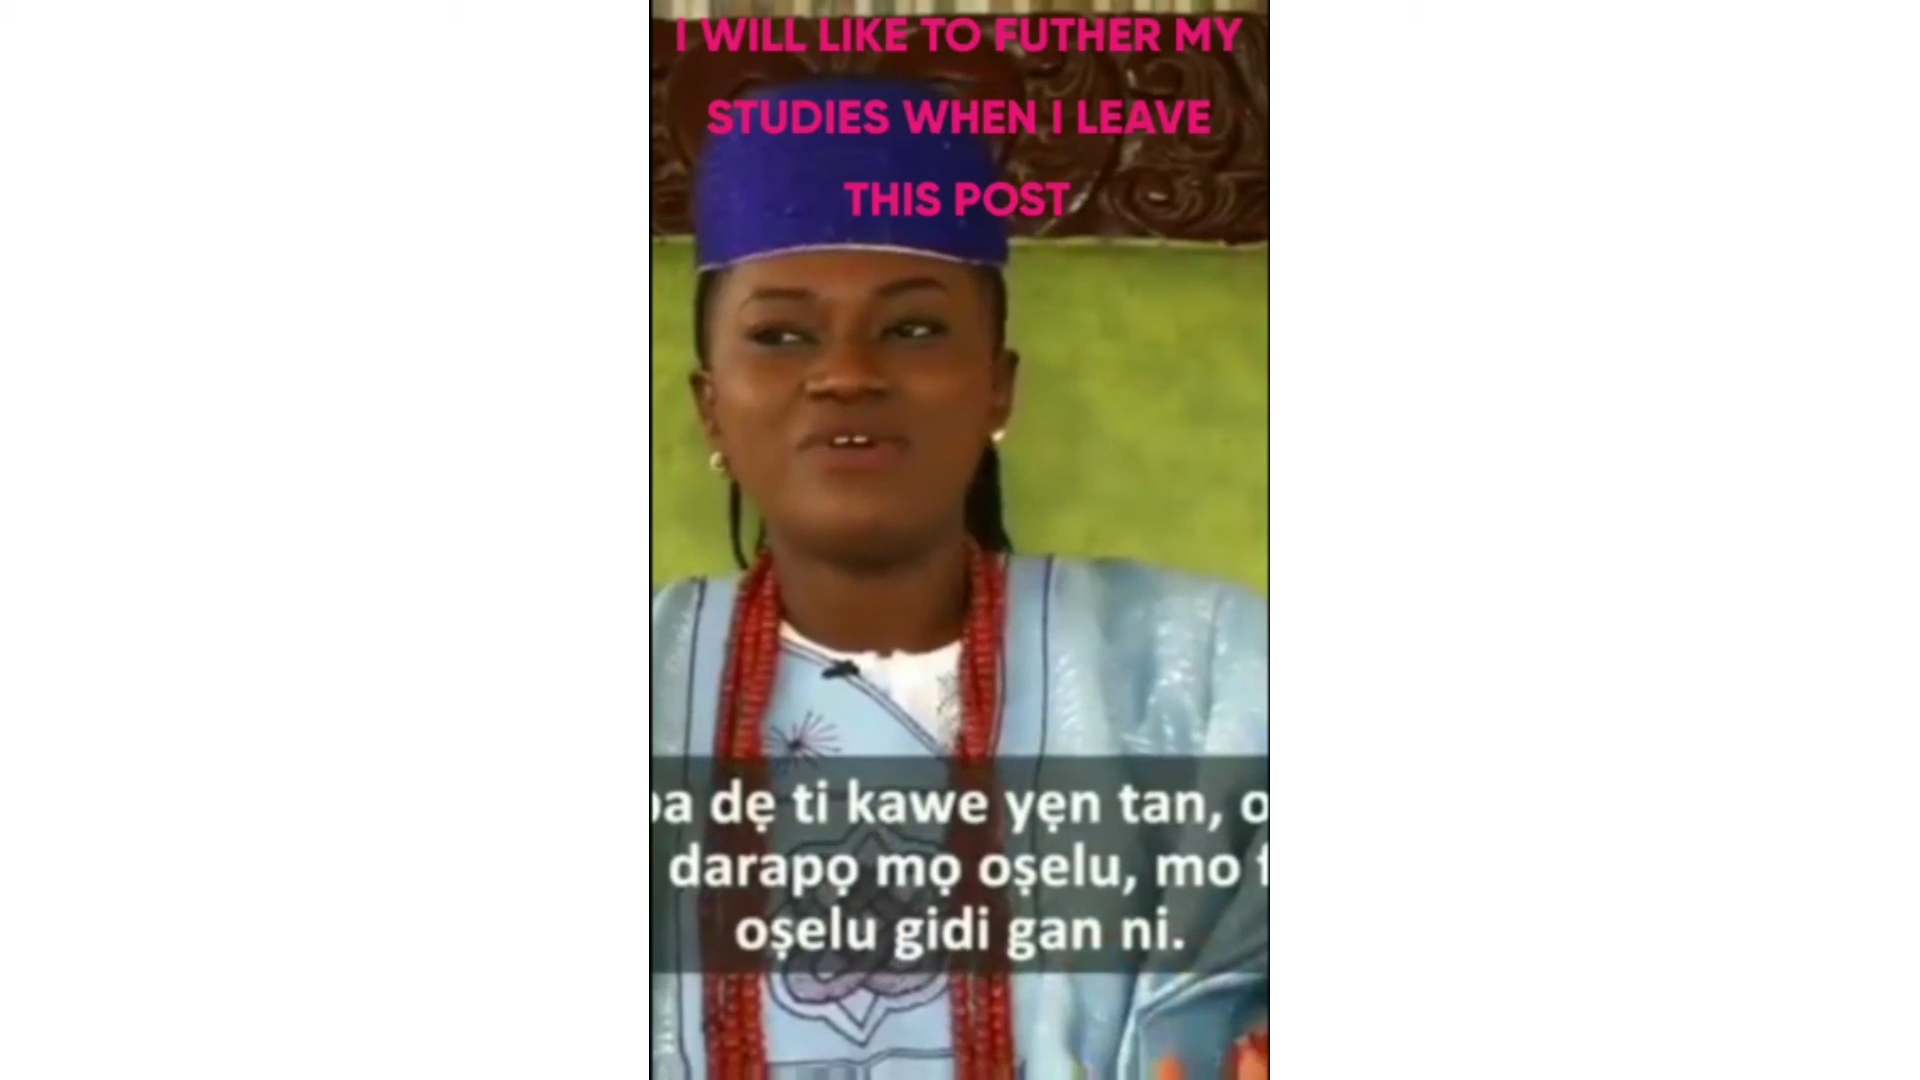 I WILL LIKE TO FUTHER MY
STUDIES WHEN I LEAVE
THIS POST
dẹ ti kawe yẹn tan,
darapọ mọ oṣelu, mo
oṣelu gidi gan ni.